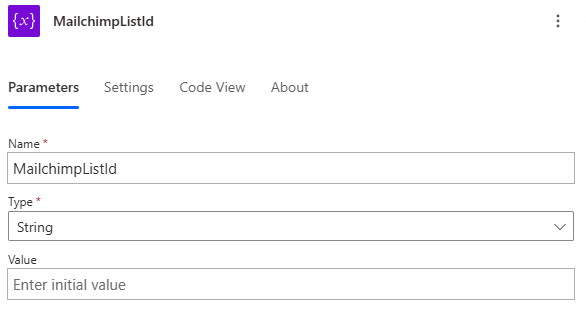 {x} MailchimpListId
Parameters Settings Code View About
Name *
MailchimpListId
Type *
String
Value
Enter initial value